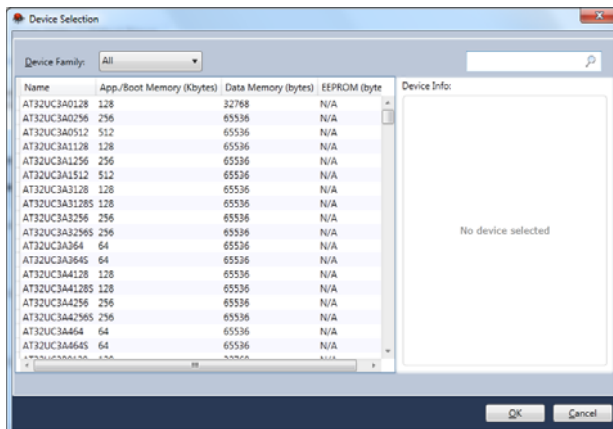 Device Selection
Device Family: All
Name App./Boot Memory (Kbytes) Data Memory (bytes) EEPROM (byte
AT32UC3A0128 128 32768 N/A
AT32UC3A0256 256 65536 N/A
AT32UC3A0512 512 65536 N/A
AT32UC3A1128 128 65536 N/A
AT32UC3A1256 256 65536 N/A
AT32UC3A1512 512 65536 N/A
AT32UC3A3128 128 65536 N/A
AT32UC3A3128S 128 65536 N/A
AT32UC3A3256 256 65536 N/A
AT32UC3A3256S 256 65536 N/A
AT32UC3A364 64 65536 N/A
AT32UC3A364S 64 65536 N/A
AT32UC3A4128 128 65536 N/A
AT32UC3A4128S 128 65536 N/A
AT32UC3A4256 256 65536 N/A
AT32UC3A4256S 256 65536 N/A
AT32UC3A464 64 65536 N/A
AT32UC3A464S 64 65536 N/A
Device Info:
No device selected
OK Cancel